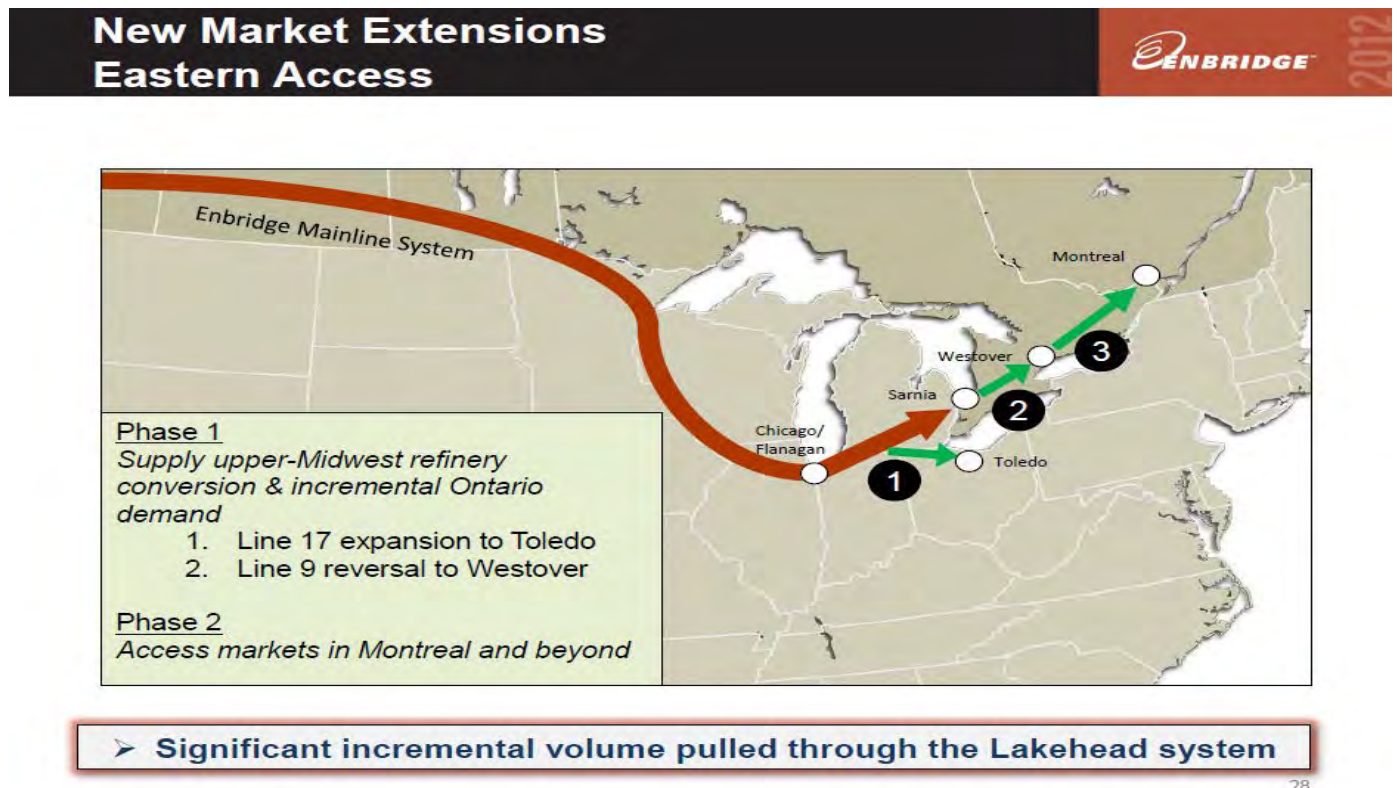 New Market Extensions
Eastern Access
ENBRIDGE
2012
Enbridge Mainline System
Montreal
Westover
3
Sarnia
2
Chicago/
Flanagan
Toledo
1
Phase 1
Supply upper-Midwest refinery
conversion & incremental Ontario
demand
1. Line 17 expansion to Toledo
2. Line 9 reversal to Westover
Phase 2
Access markets in Montreal and beyond
➢ Significant incremental volume pulled through the Lakehead system
28